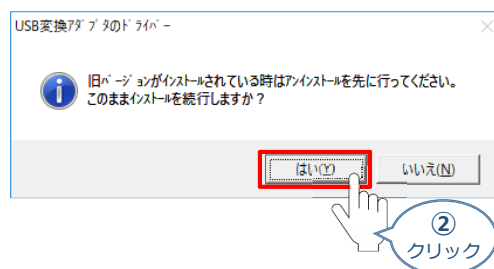 USB変換アダプタのドライバー
旧バージョンがインストールされている時はアンインストールを先に行ってください。
このままインストールを続行しますか?
はい(Y)
いいえ(N)
②
クリック